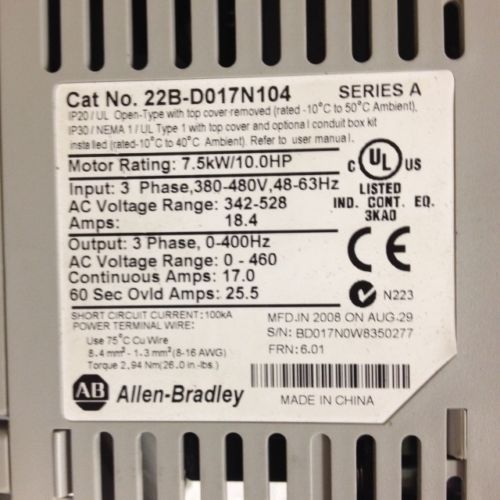 Cat No. 22B-D017N104 SERIES A
IP20 / UL Open-Type with top cover removed (rated -10°C to 50°C Ambient),
IP30 / NEMA 1 / UL Type 1 with top cover and optional conduit box kit
installed (rated-10°C to 40°C Ambient). Refer to user manual.
Motor Rating: 7.5kW/10.0HP
Input: 3 Phase,380-480V,48-63Hz
AC Voltage Range: 342-528
Amps: 18.4
Output: 3 Phase, 0-400Hz
AC Voltage Range: 0 - 460
Continuous Amps: 17.0
60 Sec Ovld Amps: 25.5
C UL US
LISTED
IND. CONT. EQ.
3KA0
CE
N223
SHORT CIRCUIT CURRENT:100kA
POWER TERMINAL WIRE:
Use 75°C Cu Wire
8.4 mm² - 1.3 mm²(8-16 AWG)
Torque 2.94 Nm(26.0 in.-lbs.)
MFD.IN 2008 ON AUG-29
S/N: BD017N0W8350277
FRN: 6.01
AB Allen-Bradley
MADE IN CHINA